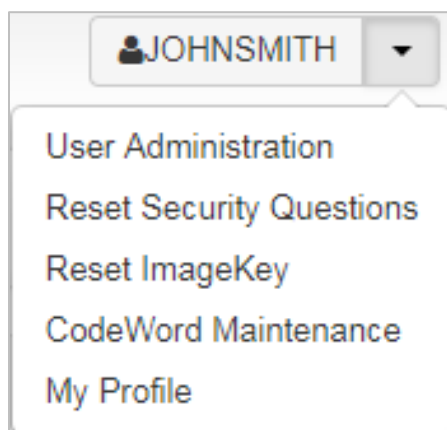 JOHNSMITH
User Administration
Reset Security Questions
Reset ImageKey
CodeWord Maintenance
My Profile